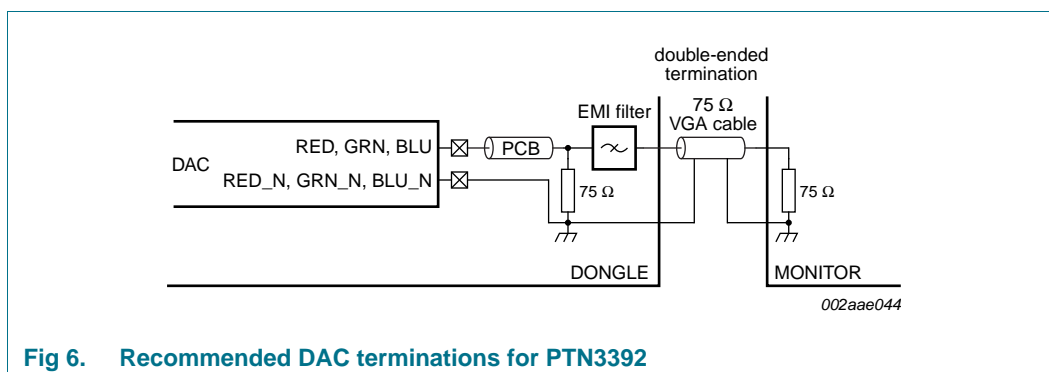 double-ended
termination
EMI filter
75 Ω
VGA cable
RED, GRN, BLU
PCB
DAC
RED_N, GRN_N, BLU_N
75 Ω
75 Ω
DONGLE
MONITOR
002aae044
Fig 6. Recommended DAC terminations for PTN3392